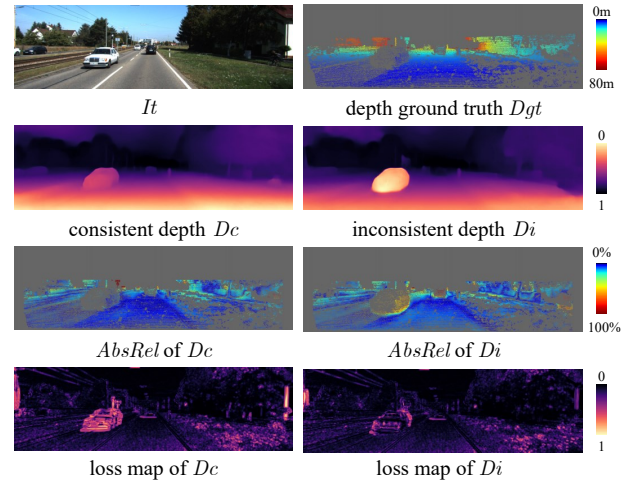 0m
80m
It
depth ground truth Dgt
0
1
consistent depth Dc
inconsistent depth Di
0%
100%
AbsRel of Dc
AbsRel of Di
0
1
loss map of Dc
loss map of Di